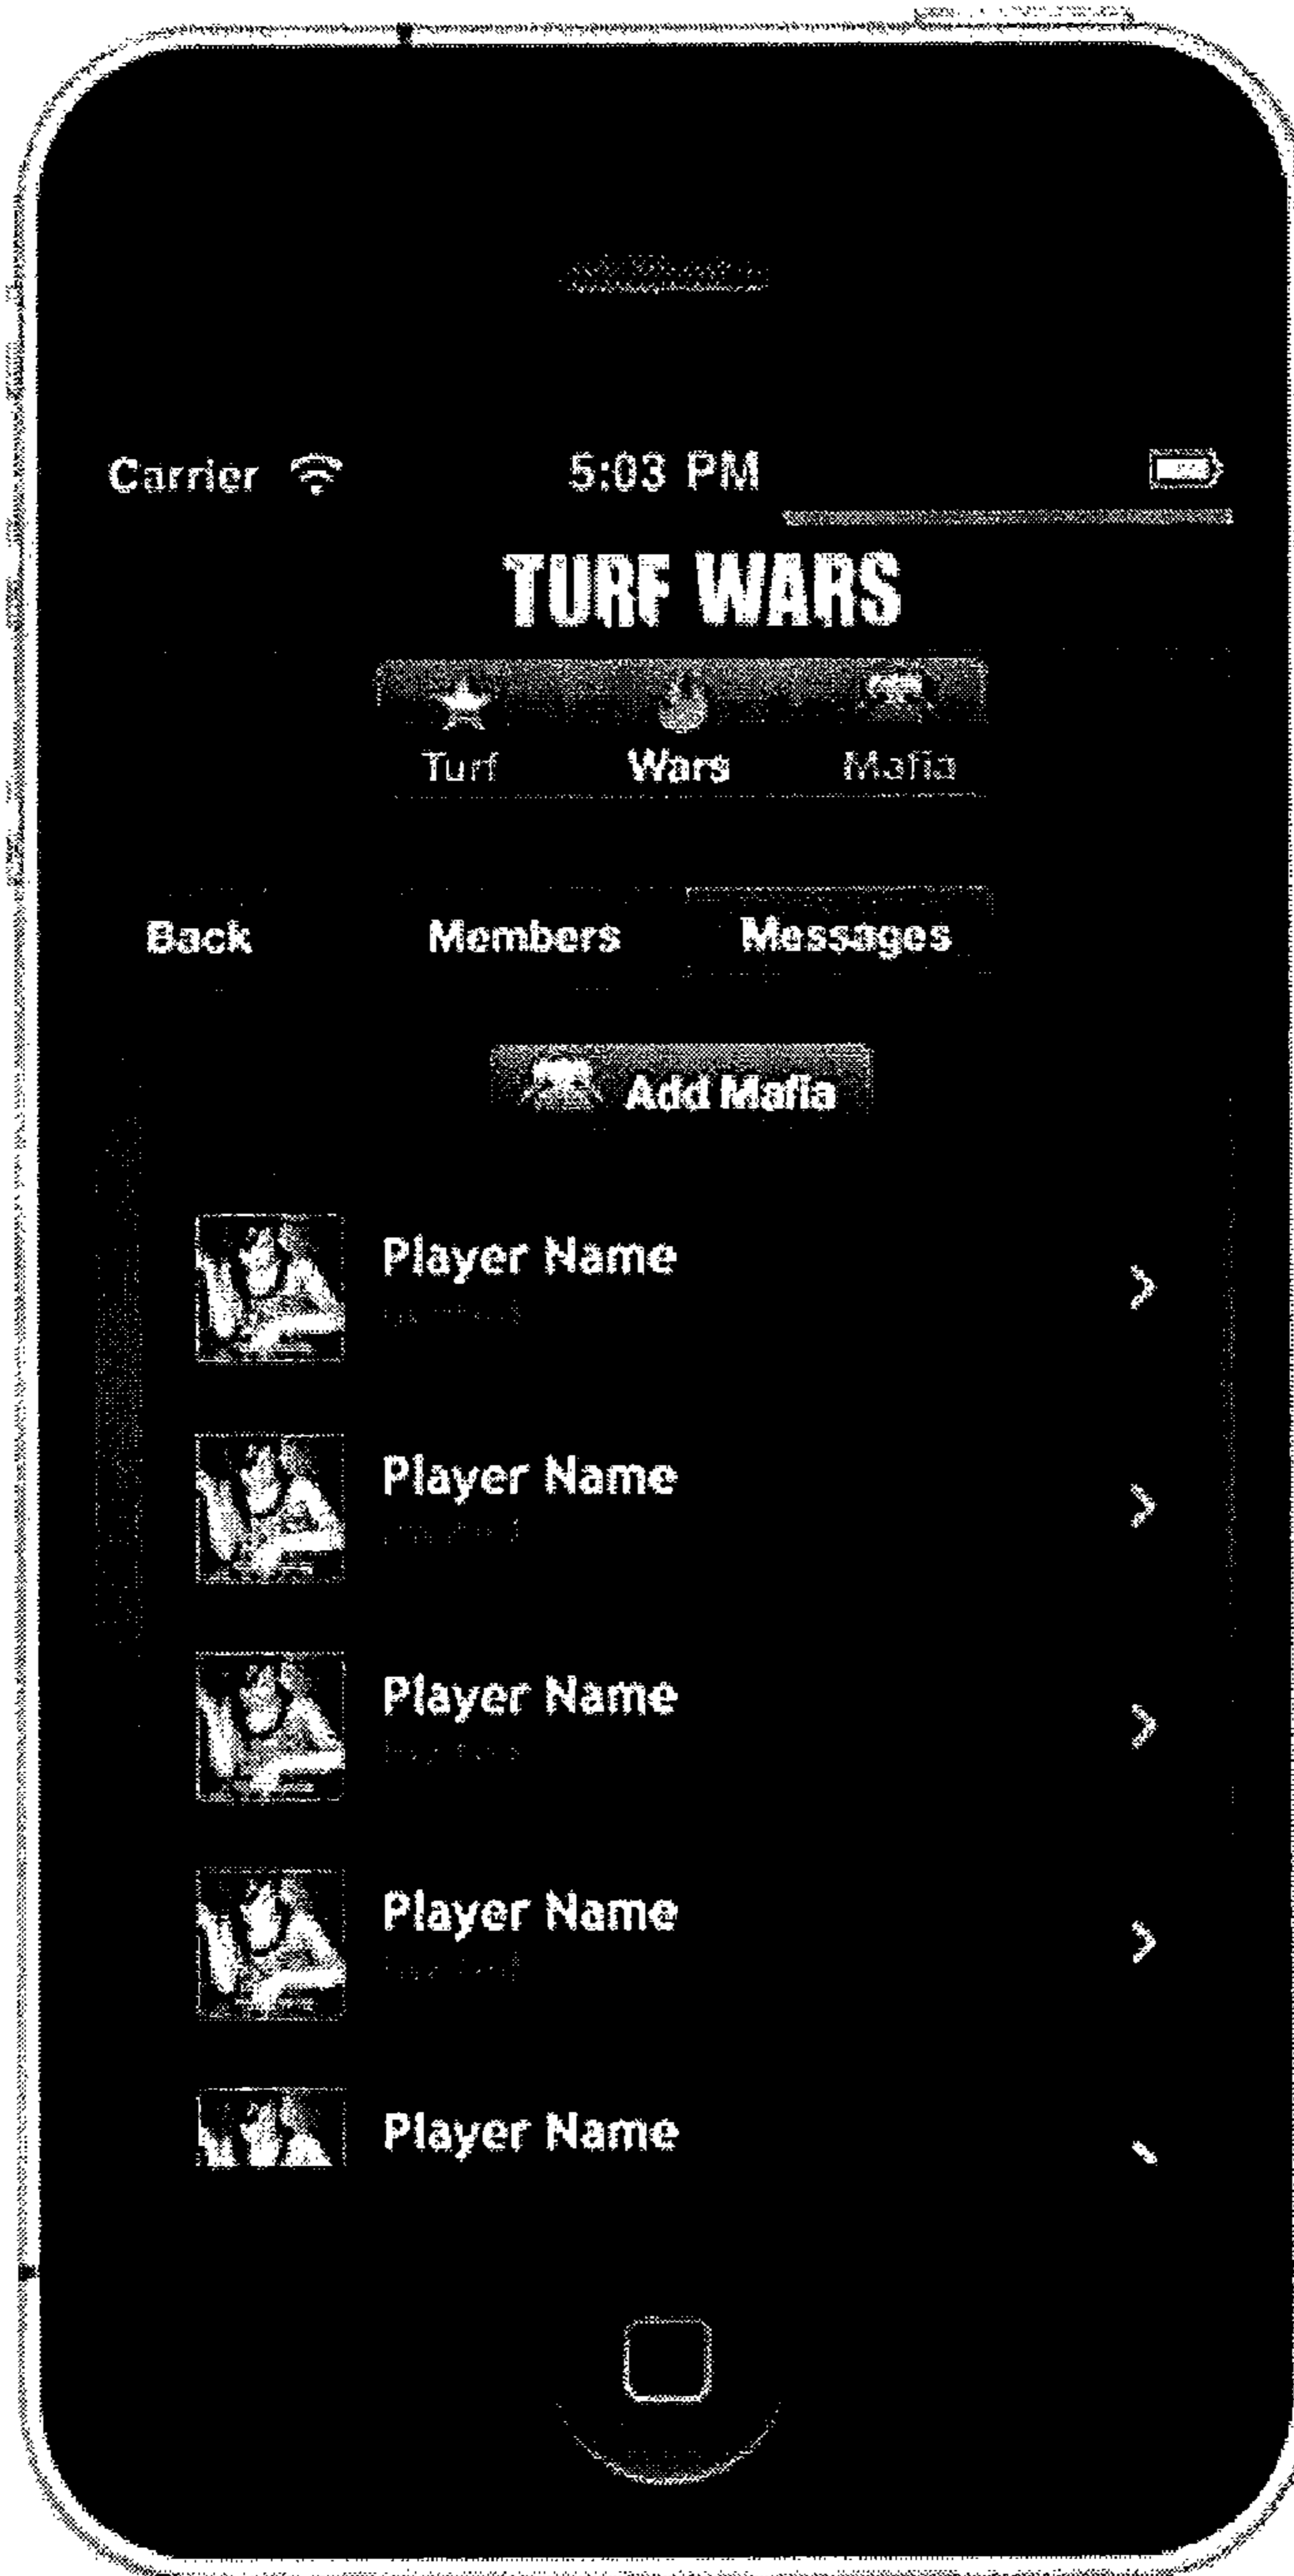 Carrier 5:03 PM
TURF WARS
Turf Wars Mafia
Back Members Messages
Add Mafia
Player Name
Player Name
Player Name
Player Name
Player Name